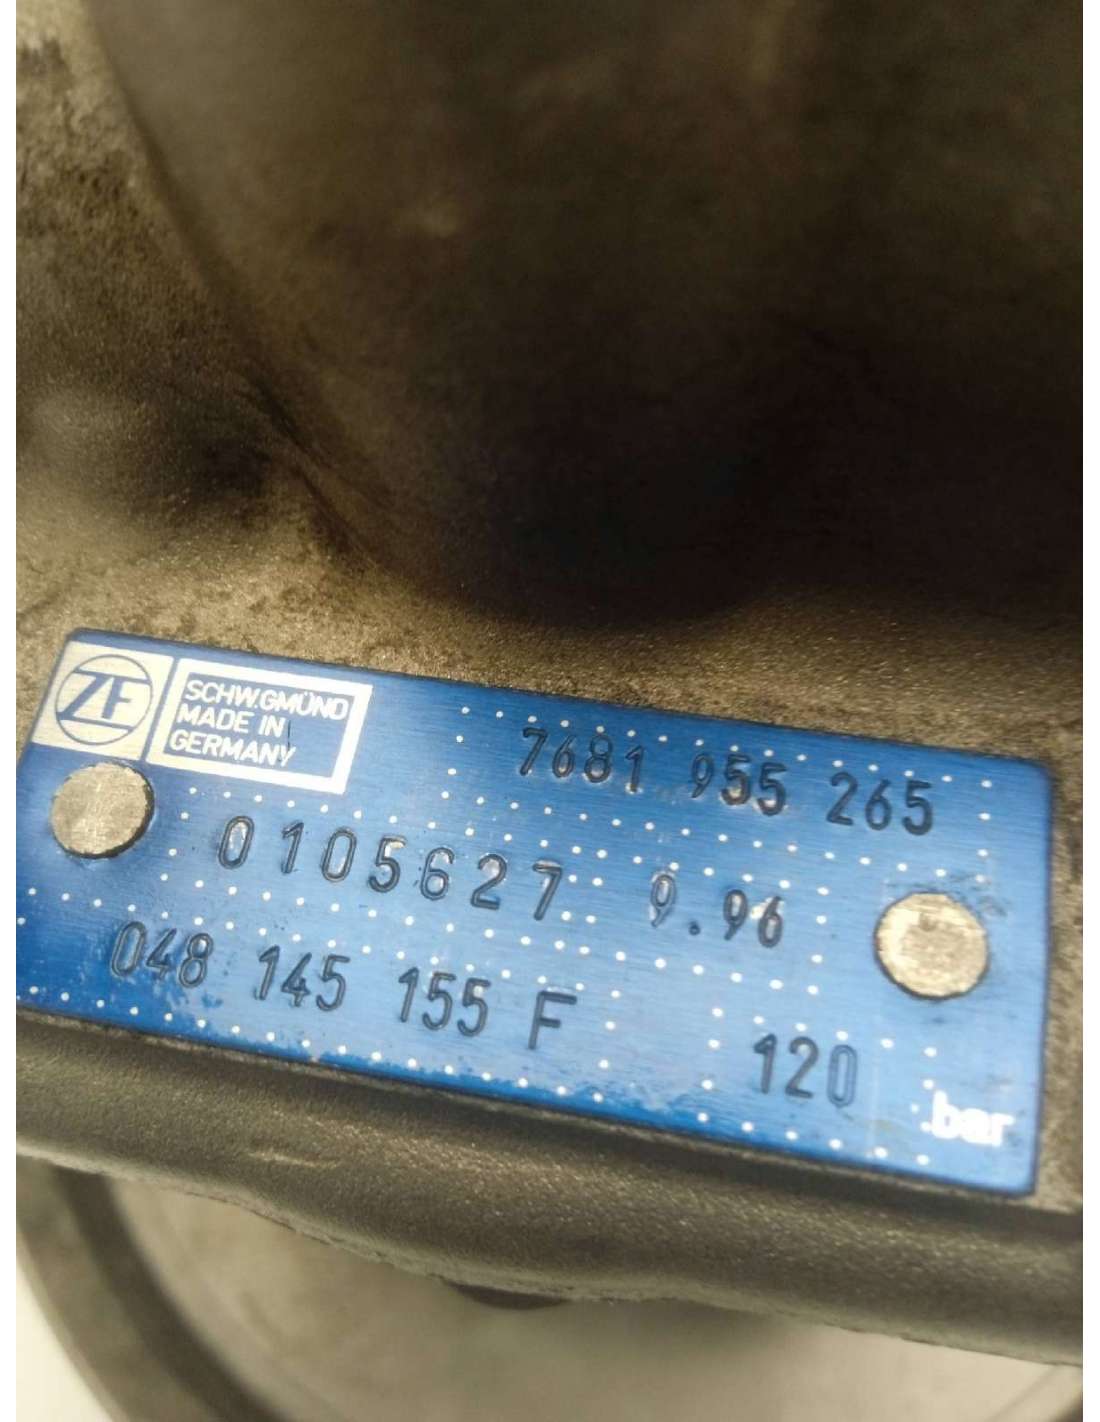 ZF
SCHW.GMÜND
MADE IN
GERMANY
7681 955 265
0105627 9.96
048 145 155 F
120
bar